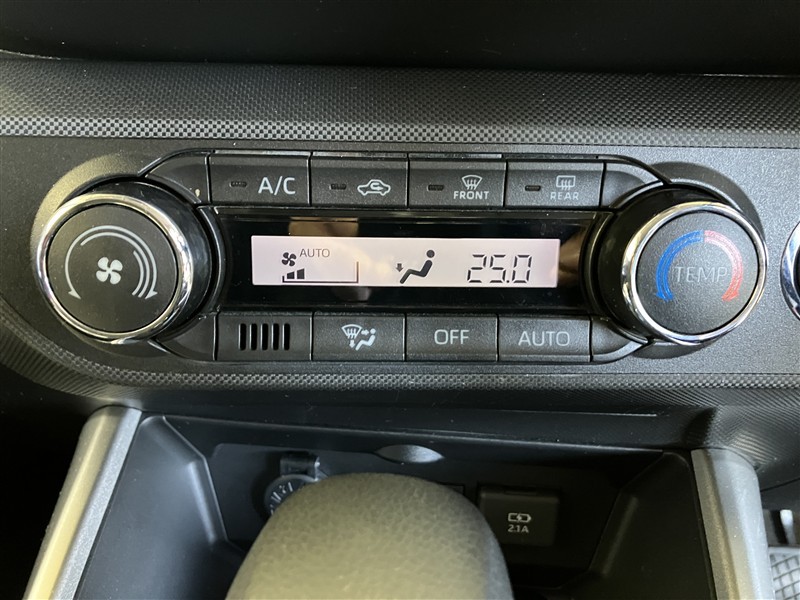 A/C
FRONT
REAR
AUTO
25.0
TEMP
OFF
AUTO
2.1A